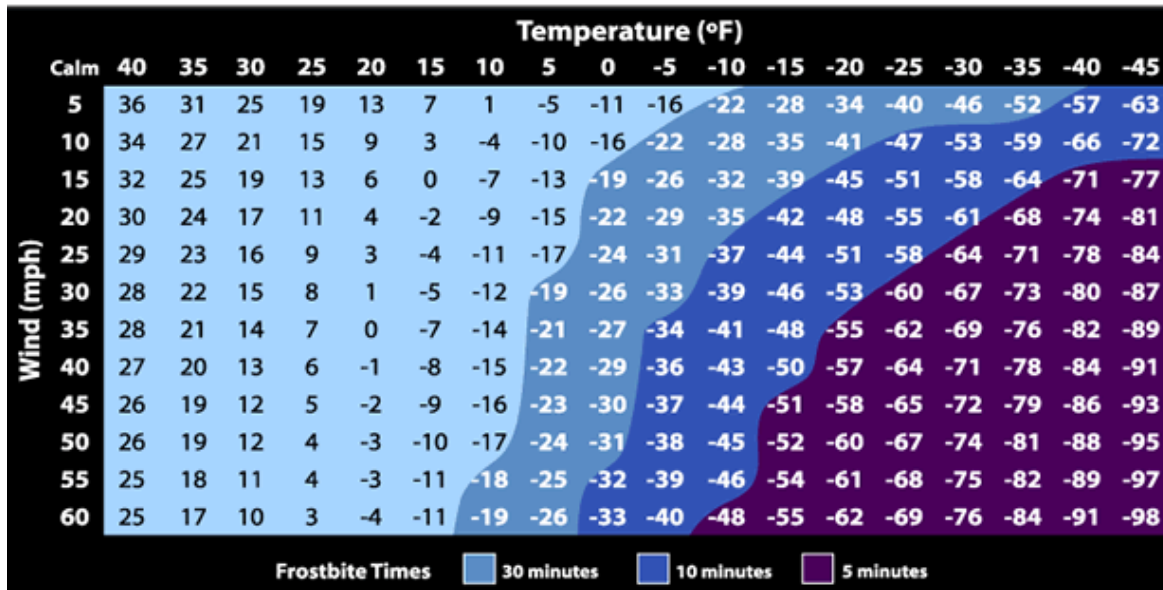 Temperature (ºF)
Calm 40 35 30 25 20 15 10 5 0 -5 -10 -15 -20 -25 -30 -35 -40 -45
5 36 31 25 19 13 7 1 -5 -11 -16 -22 -28 -34 -40 -46 -52 -57 -63
10 34 27 21 15 9 3 -4 -10 -16 -22 -28 -35 -41 -47 -53 -59 -66 -72
15 32 25 19 13 6 0 -7 -13 -19 -26 -32 -39 -45 -51 -58 -64 -71 -77
20 30 24 17 11 4 -2 -9 -15 -22 -29 -35 -42 -48 -55 -61 -68 -74 -81
25 29 23 16 9 3 -4 -11 -17 -24 -31 -37 -44 -51 -58 -64 -71 -78 -84
30 28 22 15 8 1 -5 -12 -19 -26 -33 -39 -46 -53 -60 -67 -73 -80 -87
35 28 21 14 7 0 -7 -14 -21 -27 -34 -41 -48 -55 -62 -69 -76 -82 -89
40 27 20 13 6 -1 -8 -15 -22 -29 -36 -43 -50 -57 -64 -71 -78 -84 -91
45 26 19 12 5 -2 -9 -16 -23 -30 -37 -44 -51 -58 -65 -72 -79 -86 -93
50 26 19 12 4 -3 -10 -17 -24 -31 -38 -45 -52 -60 -67 -74 -81 -88 -95
55 25 18 11 4 -3 -11 -18 -25 -32 -39 -46 -54 -61 -68 -75 -82 -89 -97
60 25 17 10 3 -4 -11 -19 -26 -33 -40 -48 -55 -62 -69 -76 -84 -91 -98
Wind (mph)
Frostbite Times 30 minutes 10 minutes 5 minutes